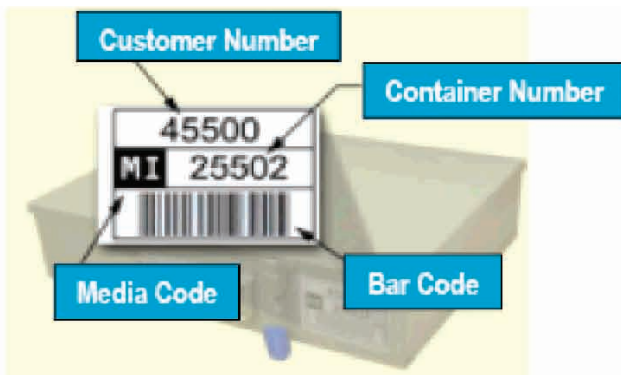 Customer Number
Container Number
45500
MI 25502
Media Code
Bar Code